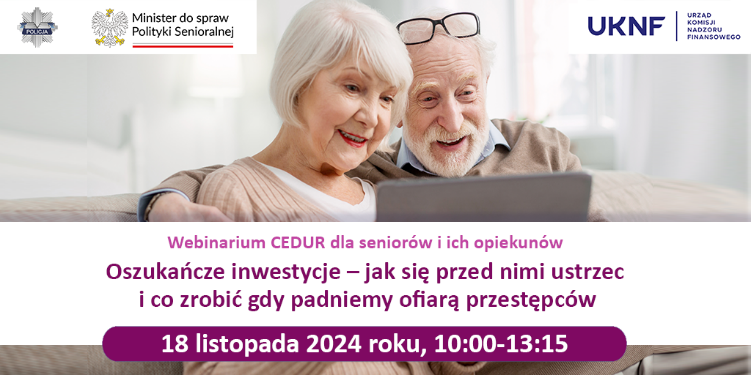 POLICJA
Minister do spraw
Polityki Senioralnej
UKNF
URZĄD
KOMISJI
NADZORU
FINANSOWEGO
Webinarium CEDUR dla seniorów i ich opiekunów
Oszukańcze inwestycje – jak się przed nimi ustrzec
i co zrobić gdy padniemy ofiarą przestępców
18 listopada 2024 roku, 10:00-13:15